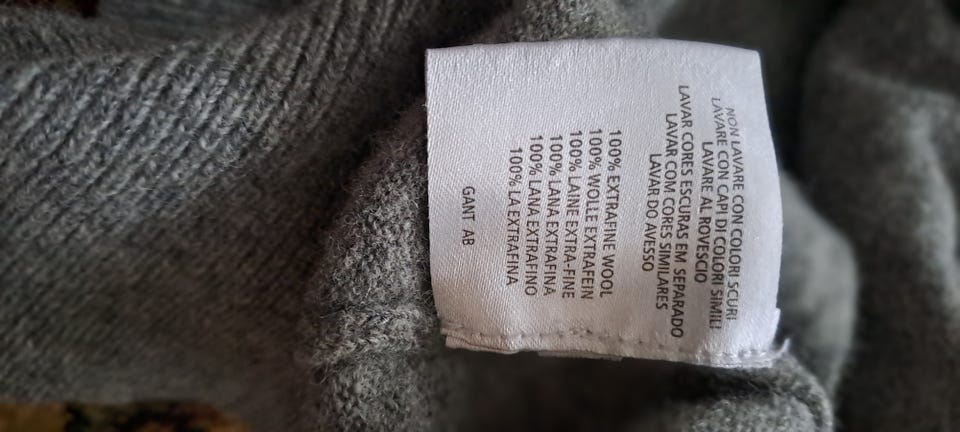 NON LAVARE CON COLORI SCURI
LAVARE CON CAPI DI COLORI SIMILI
LAVARE AL ROVESCIO
LAVAR CORES ESCURAS EM SEPARADO
LAVAR COM CORES SIMILARES
LAVAR DO AVESSO
100% EXTRAFINE WOOL
100% WOLLE EXTRAFEIN
100% LAINE EXTRA-FINE
100% LANA EXTRAFINA
100% LANA EXTRAFINO
100% LA EXTRAFINA
GANT AB